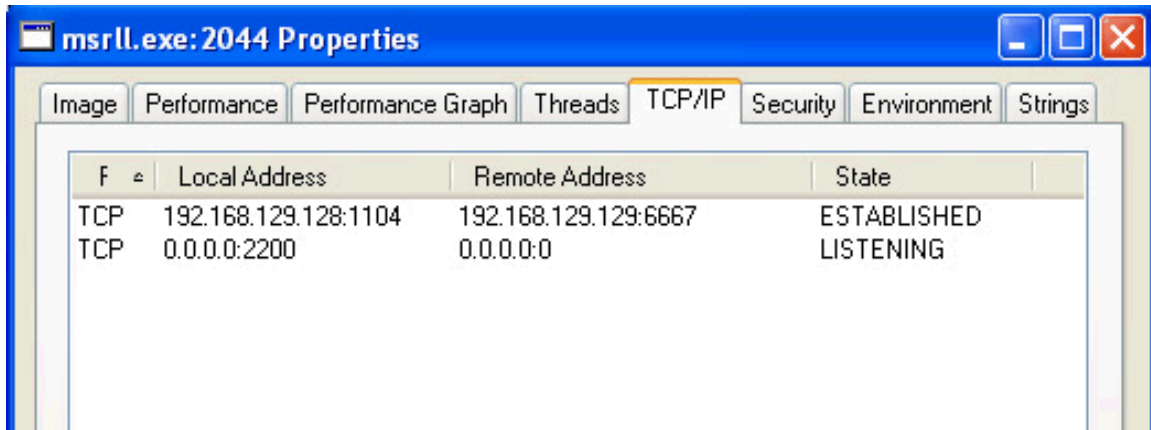 msrll.exe:2044 Properties
Image Performance Performance Graph Threads TCP/IP Security Environment Strings
F Local Address Remote Address State
TCP 192.168.129.128:1104 192.168.129.129:6667 ESTABLISHED
TCP 0.0.0.0:2200 0.0.0.0:0 LISTENING